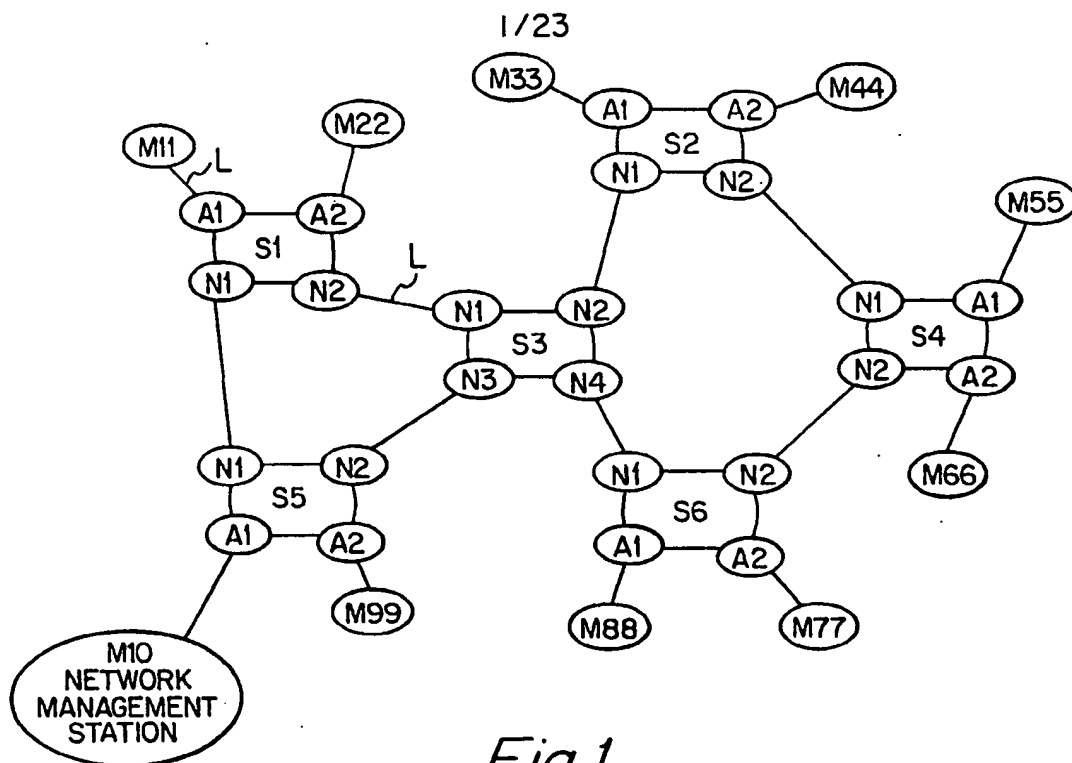 1/23
M33
M44
A1
A2
S2
N1
N2
M11
L
M22
A1
A2
S1
N1
N2
L
M55
N1
N2
S3
N3
N4
N1
A1
S4
N2
A2
M66
N1
N2
S5
A1
A2
M99
N1
N2
S6
A1
A2
M88
M77
M10
NETWORK
MANAGEMENT
STATION
Fig.1